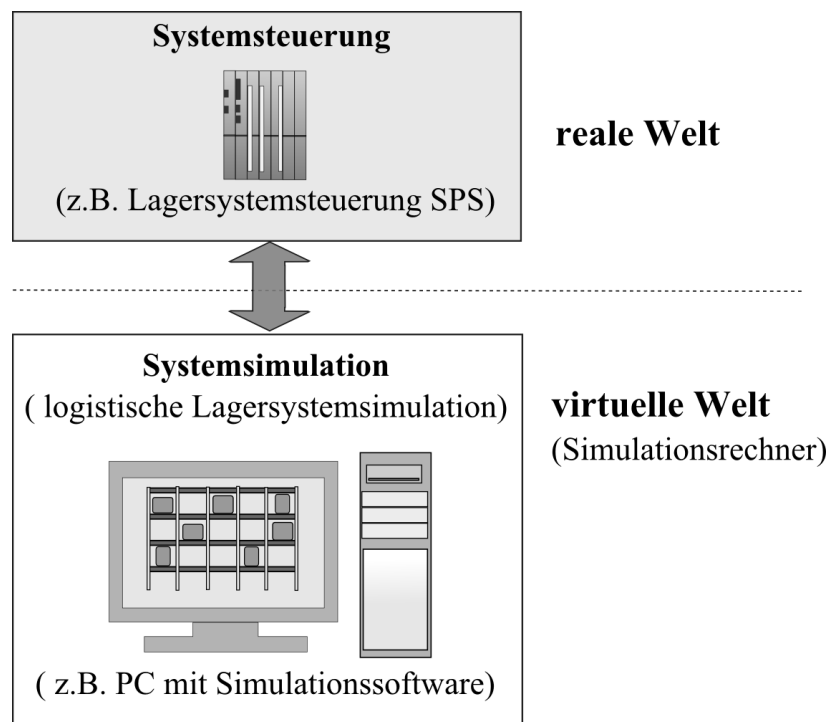 Systemsteuerung
(z.B. Lagersystemsteuerung SPS)
reale Welt
Systemsimulation
( logistische Lagersystemsimulation)
virtuelle Welt
(Simulationsrechner)
( z.B. PC mit Simulationssoftware)